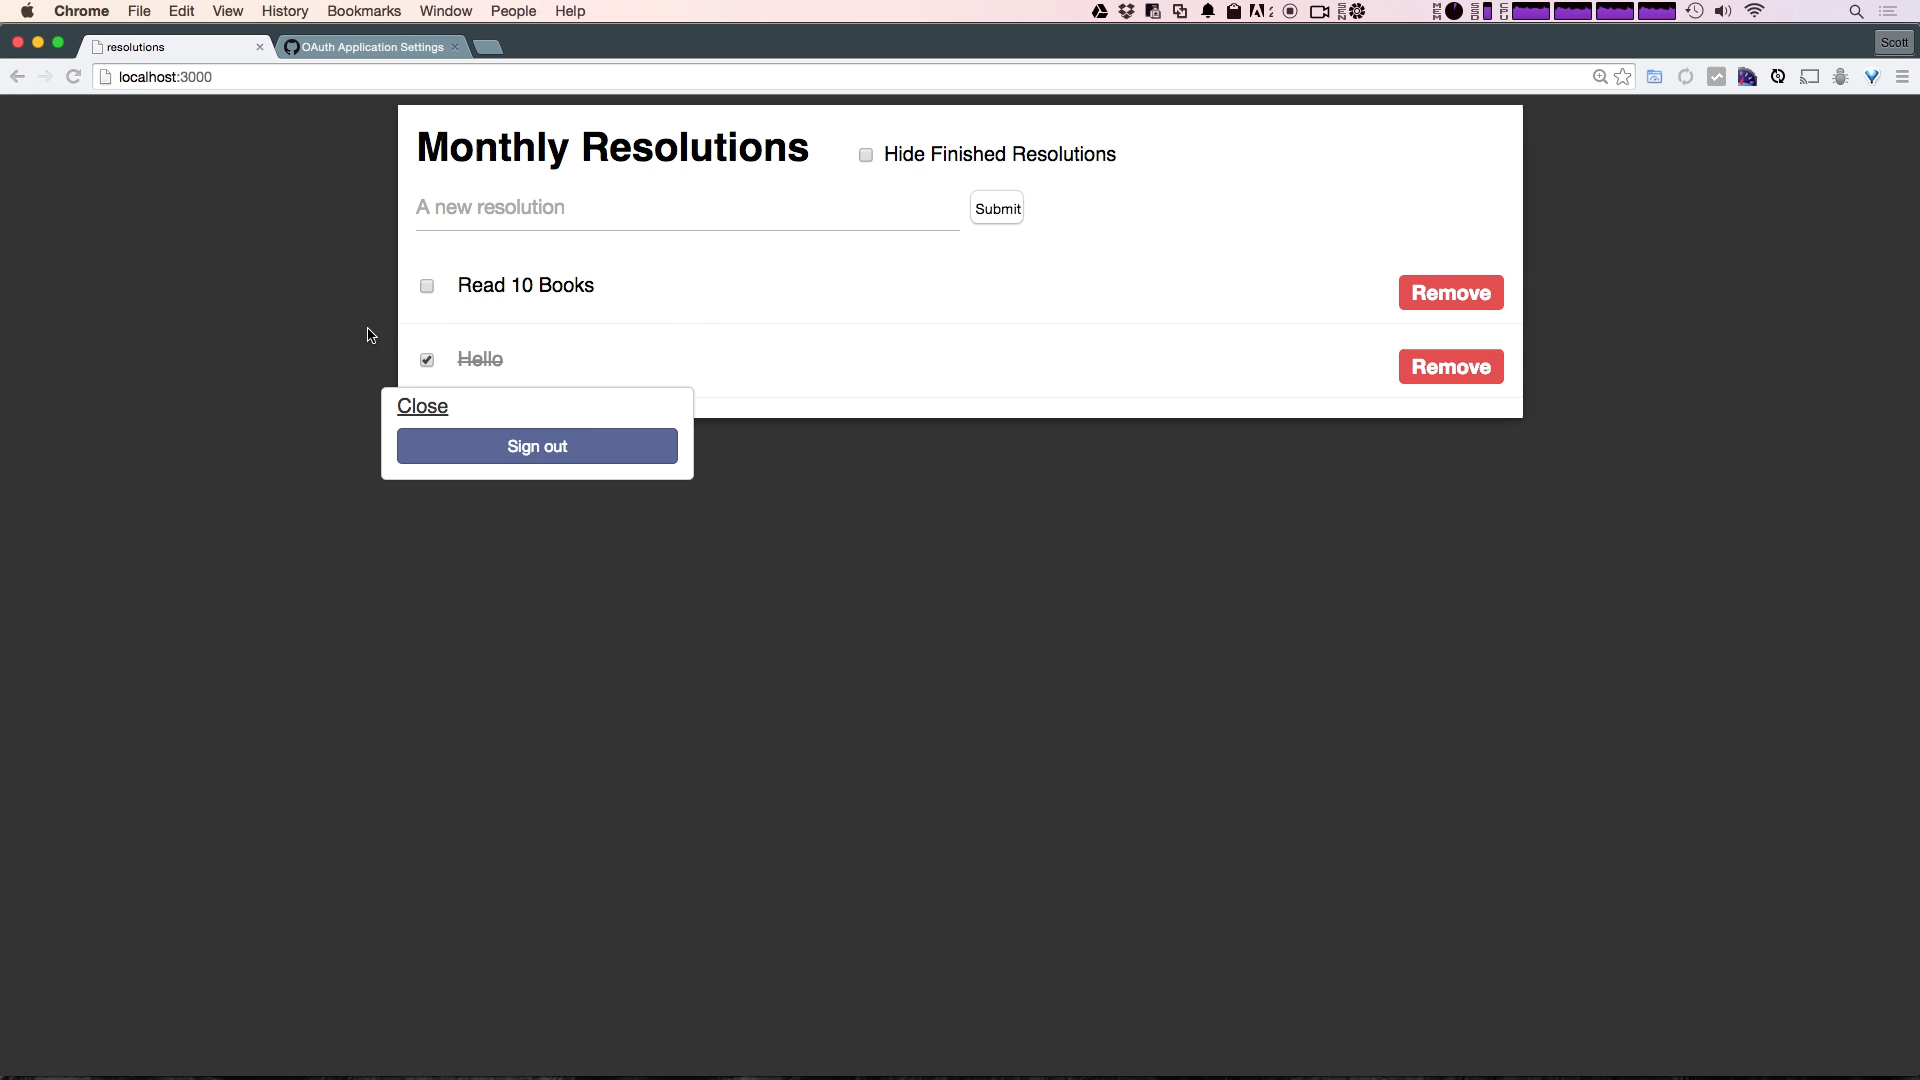 Chrome File Edit View History Bookmarks Window People Help
resolutions
OAuth Application Settings
Scott
localhost:3000
Monthly Resolutions
Hide Finished Resolutions
A new resolution
Submit
Read 10 Books
Remove
Hello
Remove
Close
Sign out